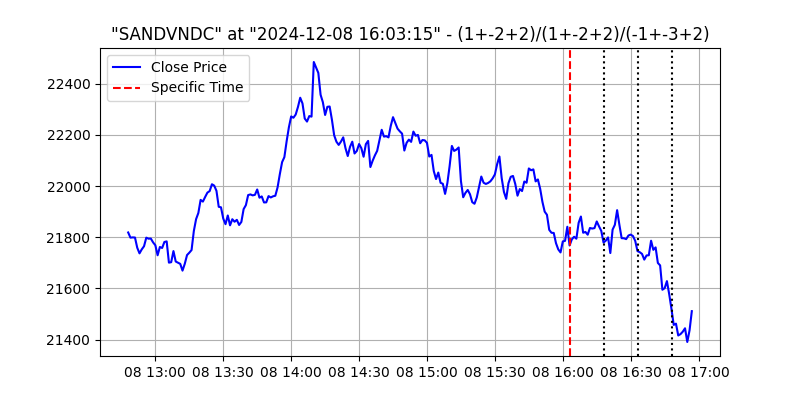 "SANDVNDC" at "2024-12-08 16:03:15" - (1+-2+2)/(1+-2+2)/(-1+-3+2)
Close Price
Specific Time
22400
22200
22000
21800
21600
21400
08 13:00 08 13:30 08 14:00 08 14:30 08 15:00 08 15:30 08 16:00 08 16:30 08 17:00